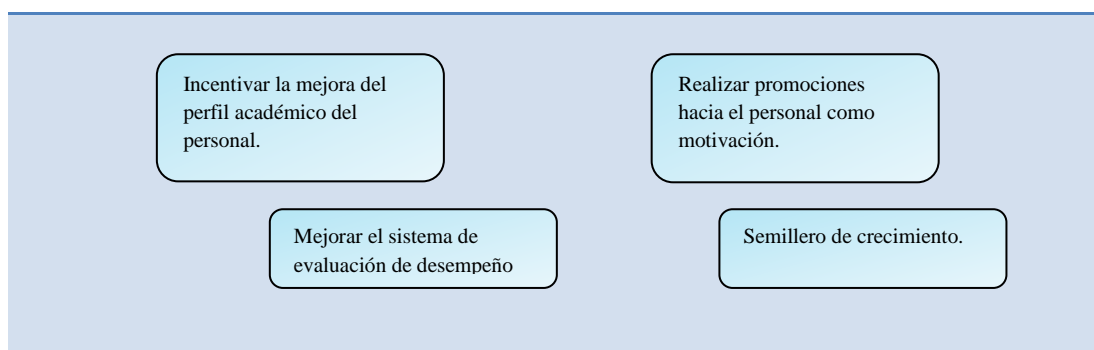 Incentivar la mejora del
perfil académico del
personal.
Realizar promociones
hacia el personal como
motivación.
Mejorar el sistema de
evaluación de desempeño
Semillero de crecimiento.